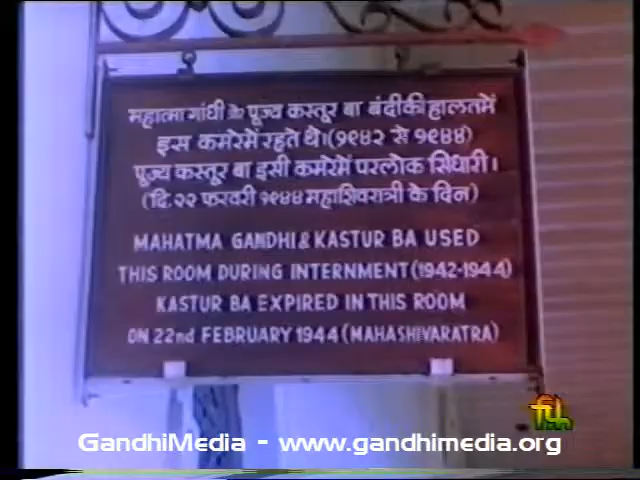 महात्मा गांधी और पूज्य कस्तूर बा बंदीकी हालतमें
इस कमरेमें रहते थे।(१९४२ से १९४४)
पूज्य कस्तूर बा इसी कमरेमें परलोक सिधारी।
(दि.२२ फरवरी १९४४ महाशिवरात्री के दिन)
MAHATMA GANDHI & KASTUR BA USED
THIS ROOM DURING INTERNMENT (1942-1944)
KASTUR BA EXPIRED IN THIS ROOM
ON 22nd FEBRUARY 1944 (MAHASHIVARATRA)
GandhiMedia - www.gandhimedia.org